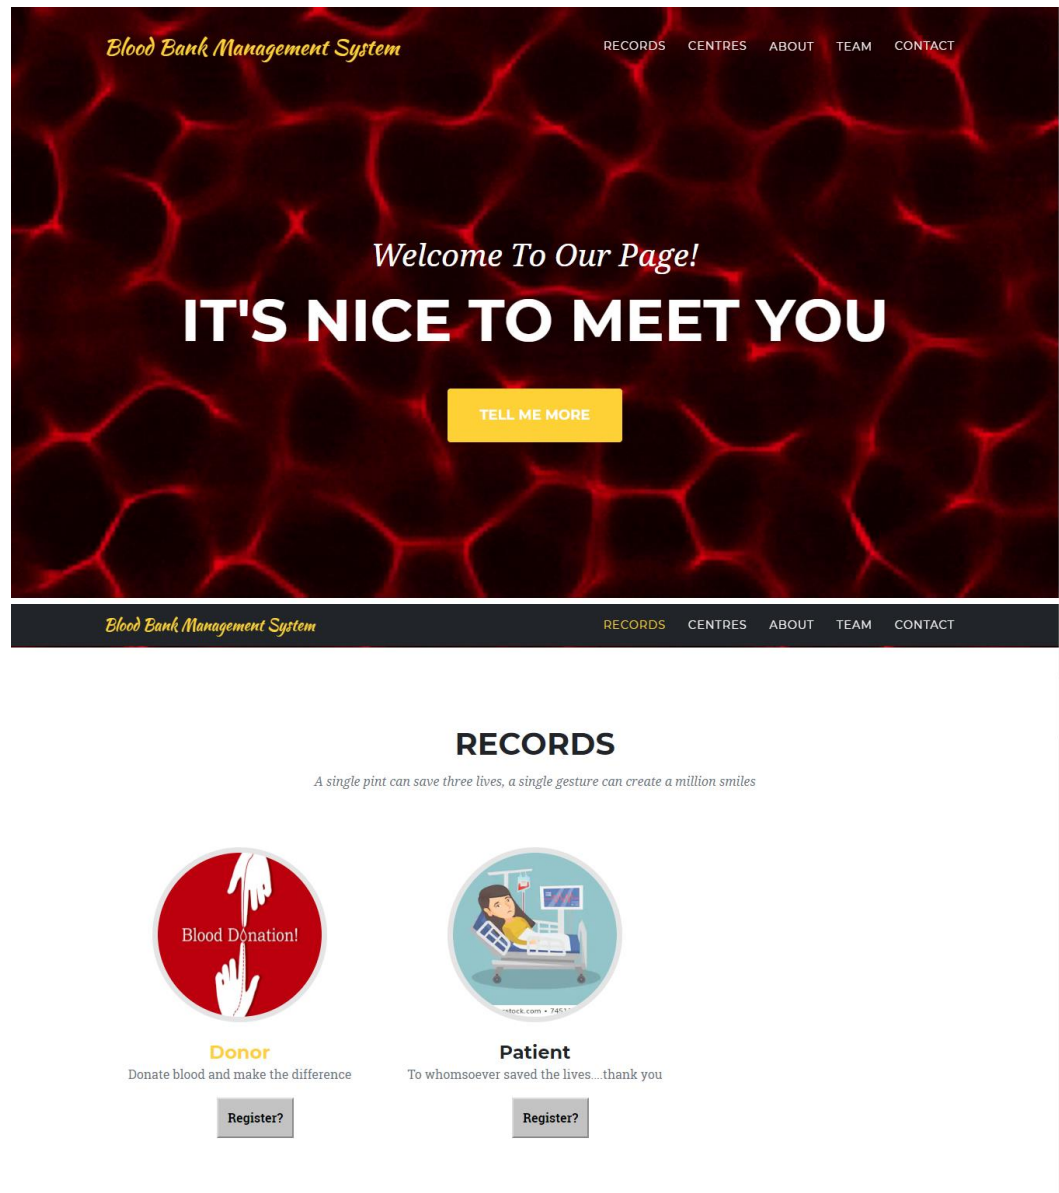 Blood Bank Management System
RECORDS CENTRES ABOUT TEAM CONTACT
Welcome To Our Page!
IT'S NICE TO MEET YOU
TELL ME MORE
Blood Bank Management System
RECORDS CENTRES ABOUT TEAM CONTACT
RECORDS
A single pint can save three lives, a single gesture can create a million smiles
Blood Donation!
Donor
Donate blood and make the difference
Register?
Patient
To whomsoever saved the lives....thank you
Register?